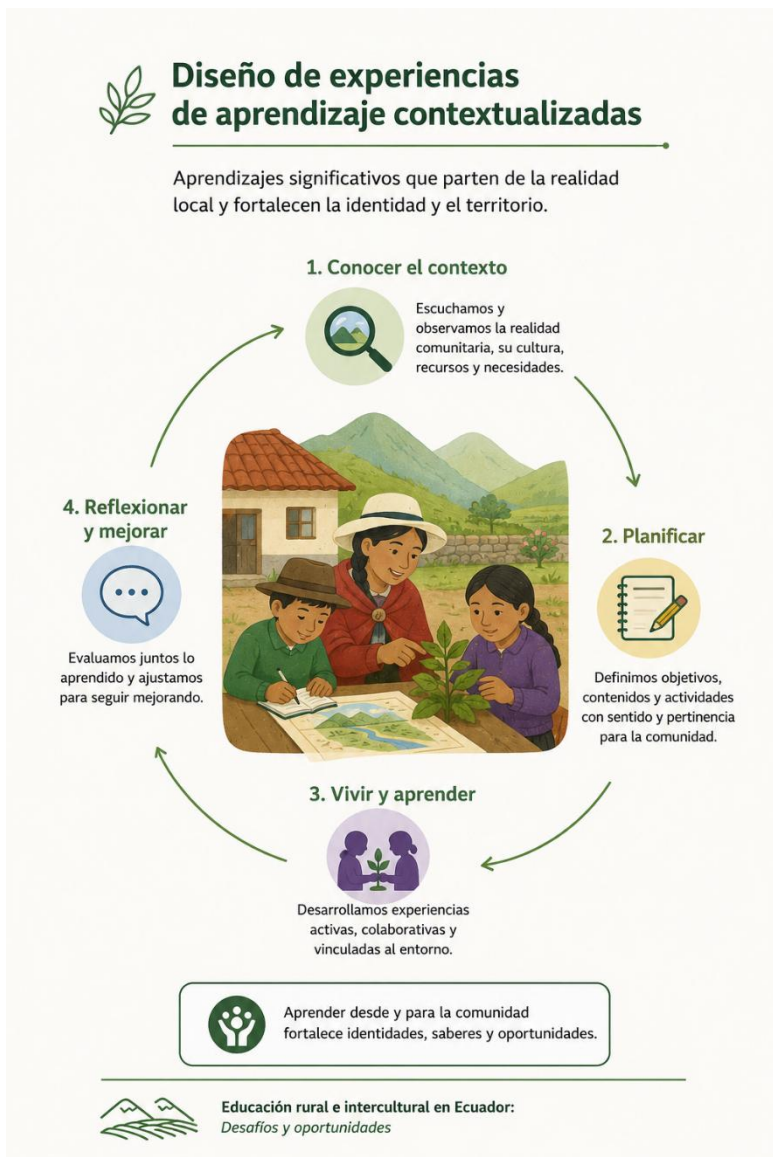 Diseño de experiencias
de aprendizaje contextualizadas
Aprendizajes significativos que parten de la realidad
local y fortalecen la identidad y el territorio.
1. Conocer el contexto
Escuchamos y
observamos la realidad
comunitaria, su cultura,
recursos y necesidades.
2. Planificar
Definimos objetivos,
contenidos y actividades
con sentido y pertinencia
para la comunidad.
3. Vivir y aprender
Desarrollamos experiencias
activas, colaborativas y
vinculadas al entorno.
4. Reflexionar
y mejorar
Evaluamos juntos lo
aprendido y ajustamos
para seguir mejorando.
Aprender desde y para la comunidad
fortalece identidades, saberes y oportunidades.
Educación rural e intercultural en Ecuador:
Desafíos y oportunidades